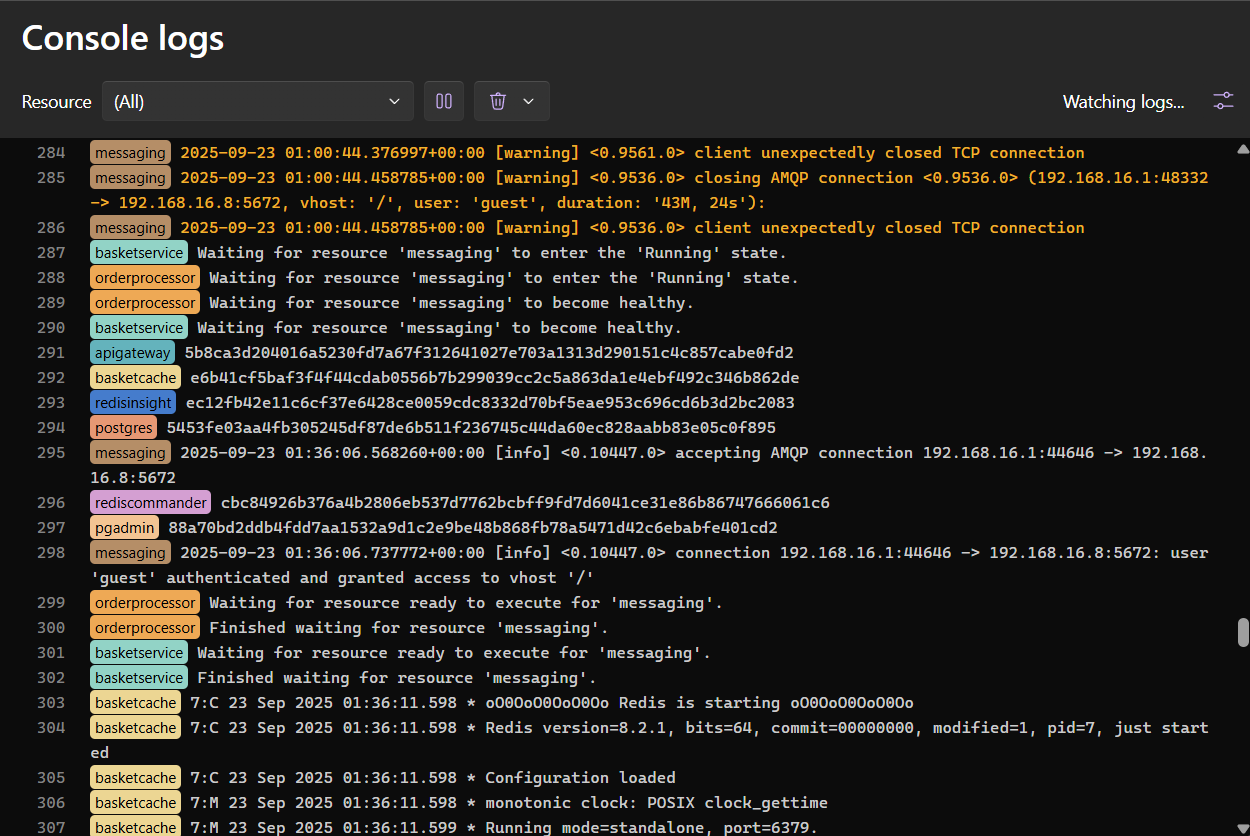 Console logs
Resource (All) Watching logs...
284 messaging 2025-09-23 01:00:44.376997+00:00 [warning] <0.9561.0> client unexpectedly closed TCP connection
285 messaging 2025-09-23 01:00:44.458785+00:00 [warning] <0.9536.0> closing AMQP connection <0.9536.0> (192.168.16.1:48332
-> 192.168.16.8:5672, vhost: '/', user: 'guest', duration: '43M, 24s'):
286 messaging 2025-09-23 01:00:44.458785+00:00 [warning] <0.9536.0> client unexpectedly closed TCP connection
287 basketservice Waiting for resource 'messaging' to enter the 'Running' state.
288 orderprocessor Waiting for resource 'messaging' to enter the 'Running' state.
289 orderprocessor Waiting for resource 'messaging' to become healthy.
290 basketservice Waiting for resource 'messaging' to become healthy.
291 apigateway 5b8ca3d204016a5230fd7a67f312641027e703a1313d290151c4c857cabe0fd2
292 basketcache e6b41cf5baf3f4f44cdab0556b7b299039cc2c5a863da1e4ebf492c346b862de
293 redisinsight ec12fb42e11c6cf37e6428ce0059cdc8332d70bf5eae953c696cd6b3d2bc2083
294 postgres 5453fe03aa4fb305245df87de6b511f236745c44da60ec828aabb83e05c0f895
295 messaging 2025-09-23 01:36:06.568260+00:00 [info] <0.10447.0> accepting AMQP connection 192.168.16.1:44646 -> 192.168.
16.8:5672
296 rediscommander cbc84926b376a4b2806eb537d7762bcbff9fd7d6041ce31e86b86747666061c6
297 pgadmin 88a70bd2ddb4fdd7aa1532a9d1c2e9be48b868fb78a5471d42c6ebabfe401cd2
298 messaging 2025-09-23 01:36:06.737772+00:00 [info] <0.10447.0> connection 192.168.16.1:44646 -> 192.168.16.8:5672: user
'guest' authenticated and granted access to vhost '/'
299 orderprocessor Waiting for resource ready to execute for 'messaging'.
300 orderprocessor Finished waiting for resource 'messaging'.
301 basketservice Waiting for resource ready to execute for 'messaging'.
302 basketservice Finished waiting for resource 'messaging'.
303 basketcache 7:C 23 Sep 2025 01:36:11.598 * oO0OoO0OoO0Oo Redis is starting oO0OoO0OoO0Oo
304 basketcache 7:C 23 Sep 2025 01:36:11.598 * Redis version=8.2.1, bits=64, commit=00000000, modified=1, pid=7, just start
ed
305 basketcache 7:C 23 Sep 2025 01:36:11.598 * Configuration loaded
306 basketcache 7:M 23 Sep 2025 01:36:11.598 * monotonic clock: POSIX clock_gettime
307 basketcache 7:M 23 Sep 2025 01:36:11.599 * Running mode=standalone, port=6379.